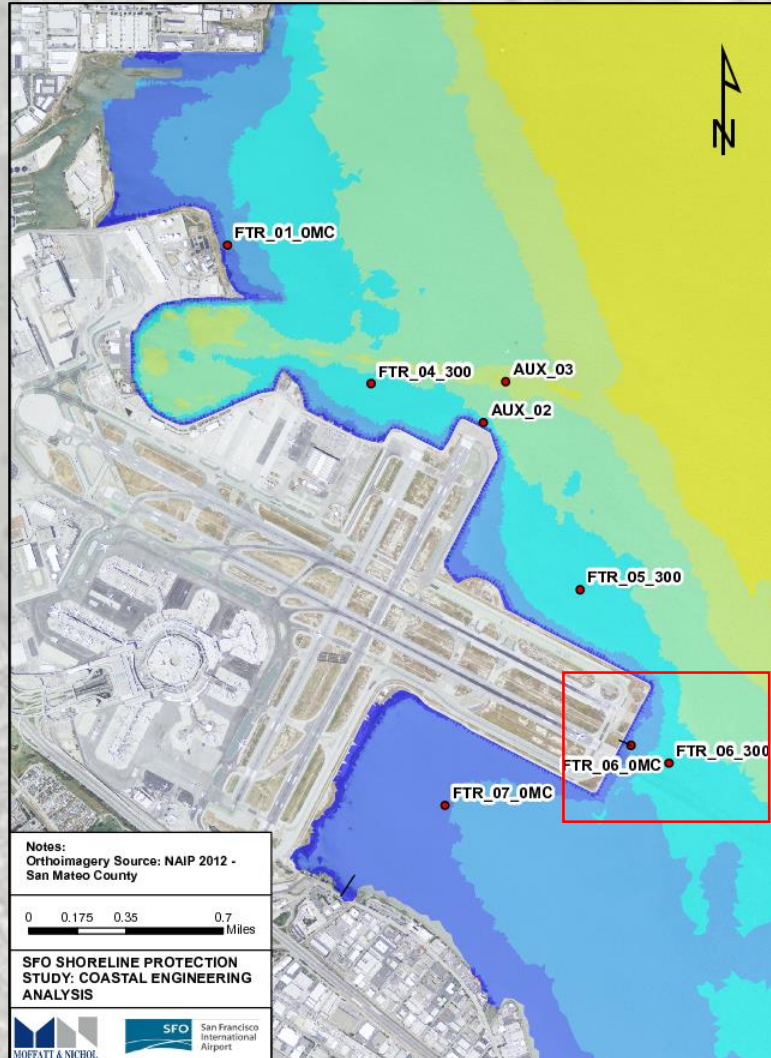 N
FTR_01_0MC
FTR_04_300
AUX_03
AUX_02
FTR_05_300
FTR_06_300
FTR_06_0MC
FTR_07_0MC
Notes:
Orthoimagery Source: NAIP 2012 -
San Mateo County
0 0.175 0.35 0.7
Miles
SFO SHORELINE PROTECTION
STUDY: COASTAL ENGINEERING
ANALYSIS
MOFFATT & NICHOL
SFO
San Francisco
International
Airport